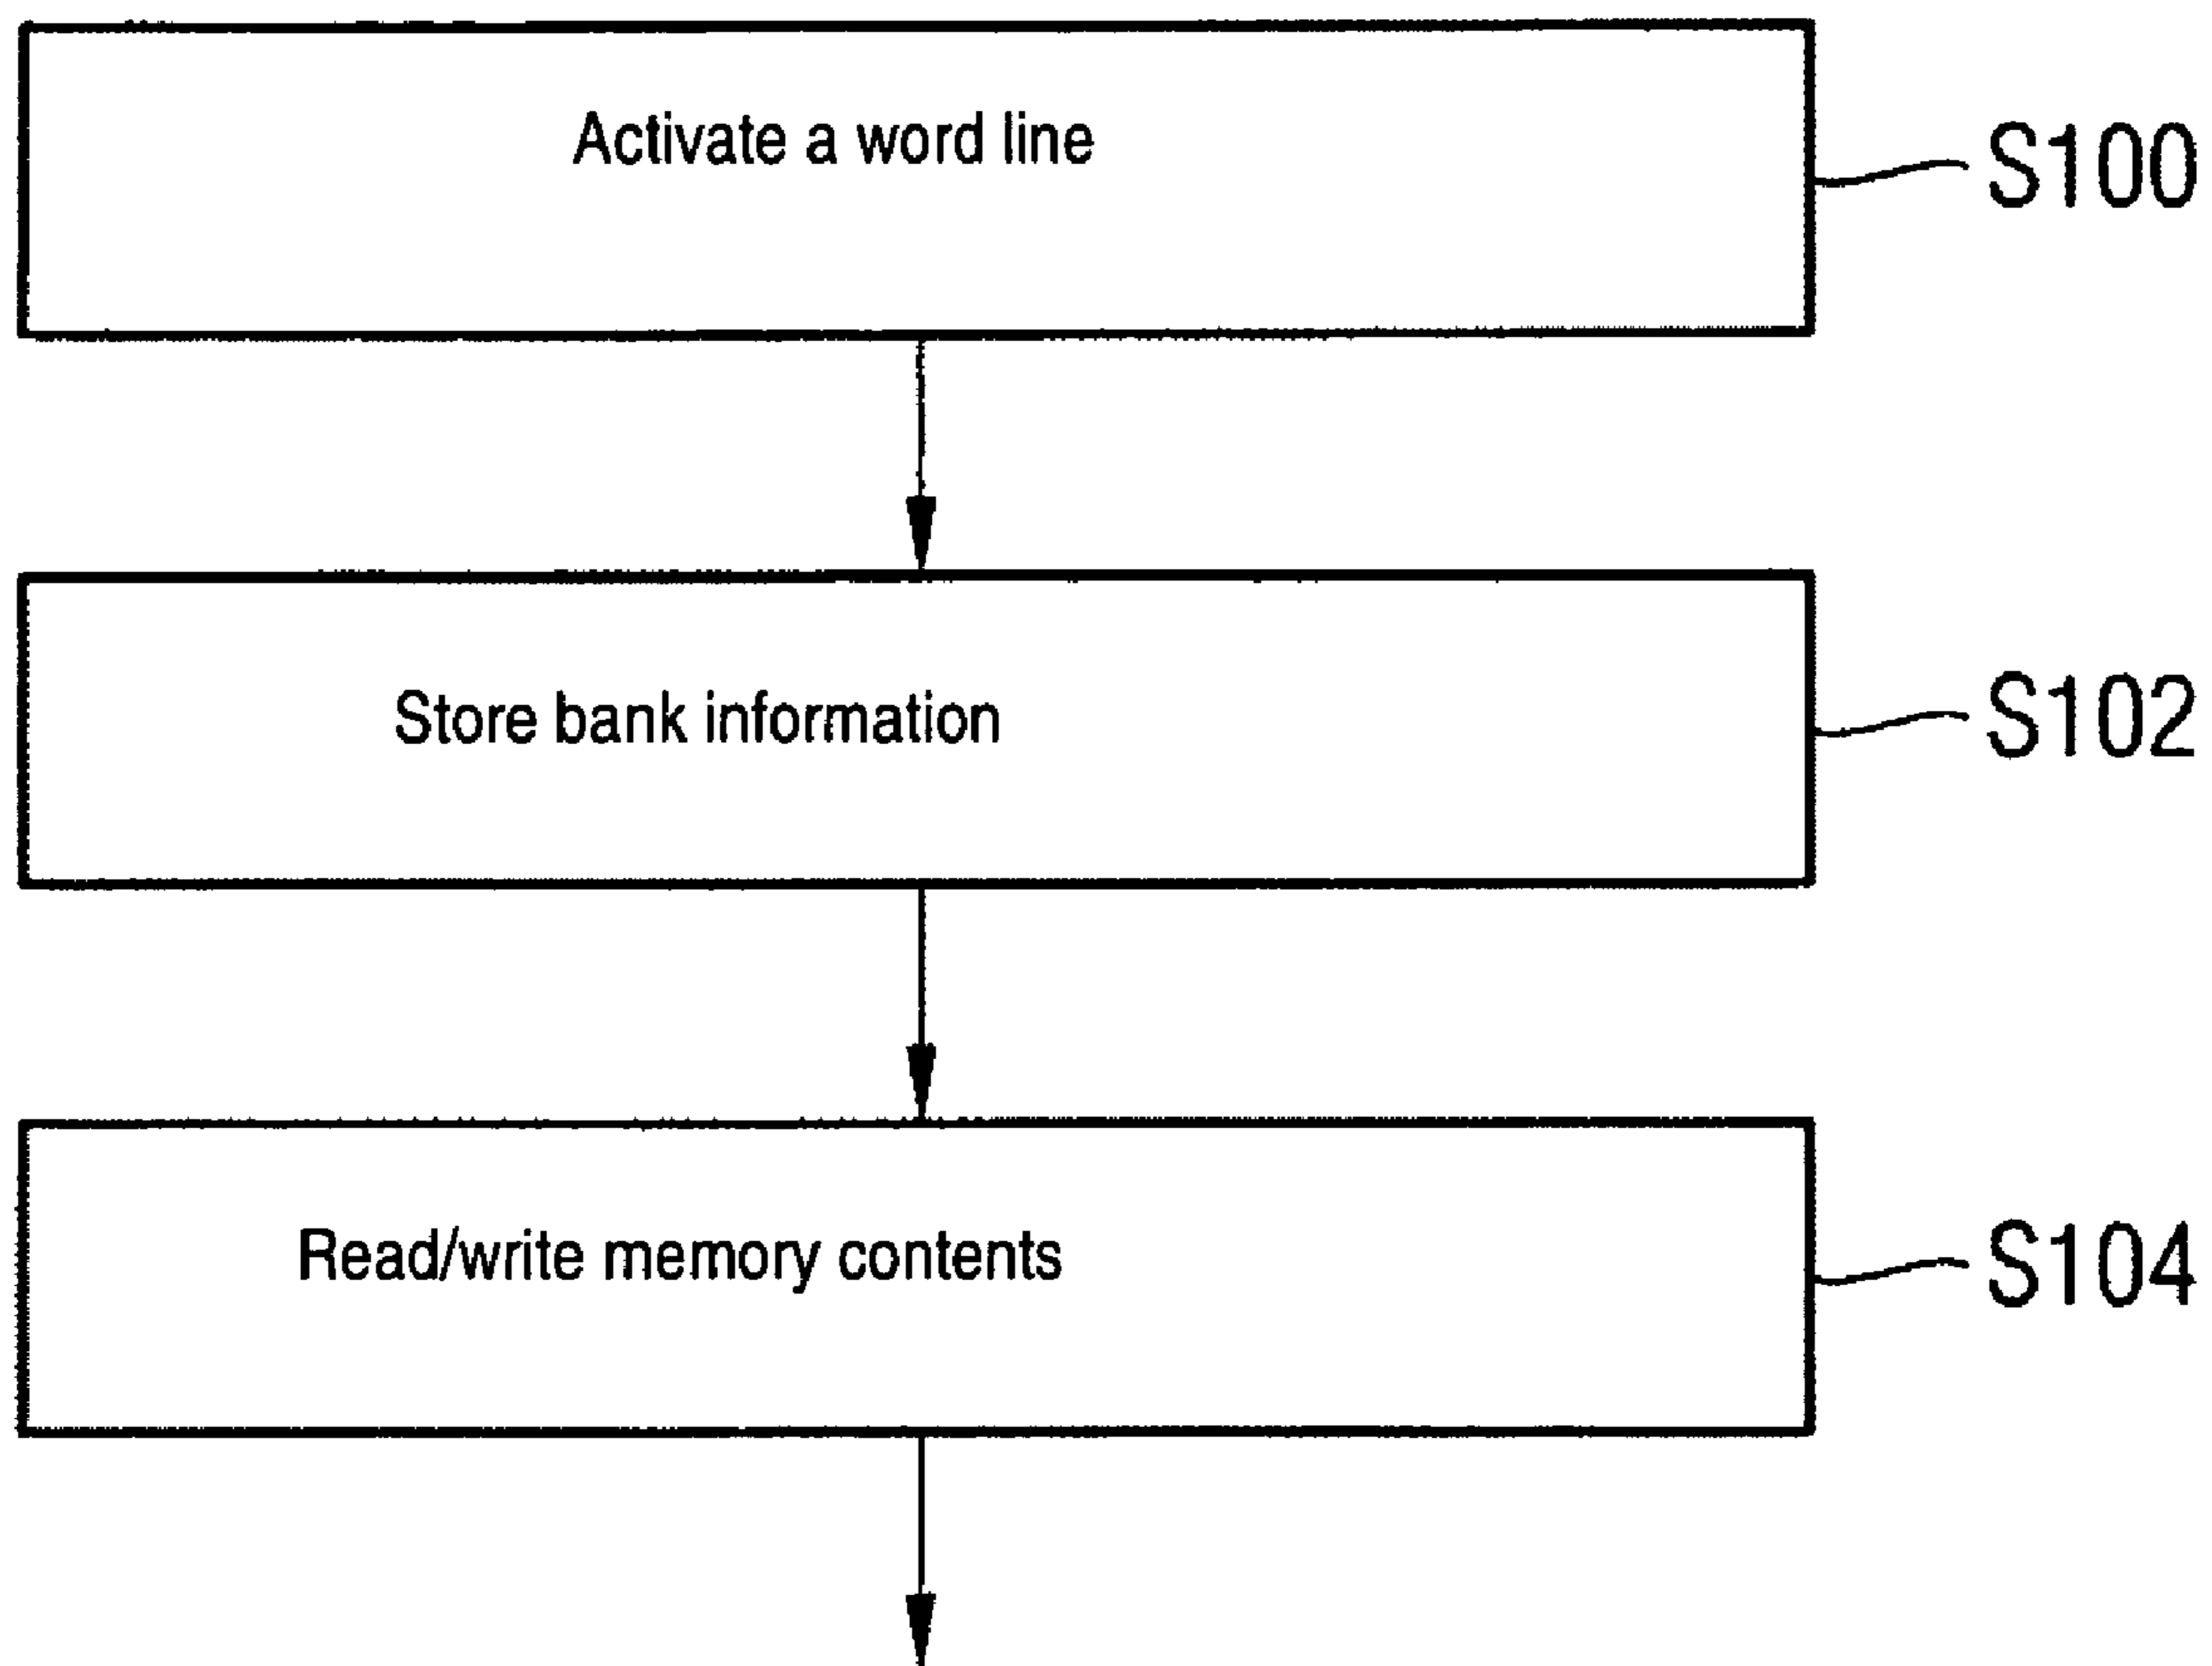 Activate a word line
S100
Store bank information
S102
Read/write memory contents
S104